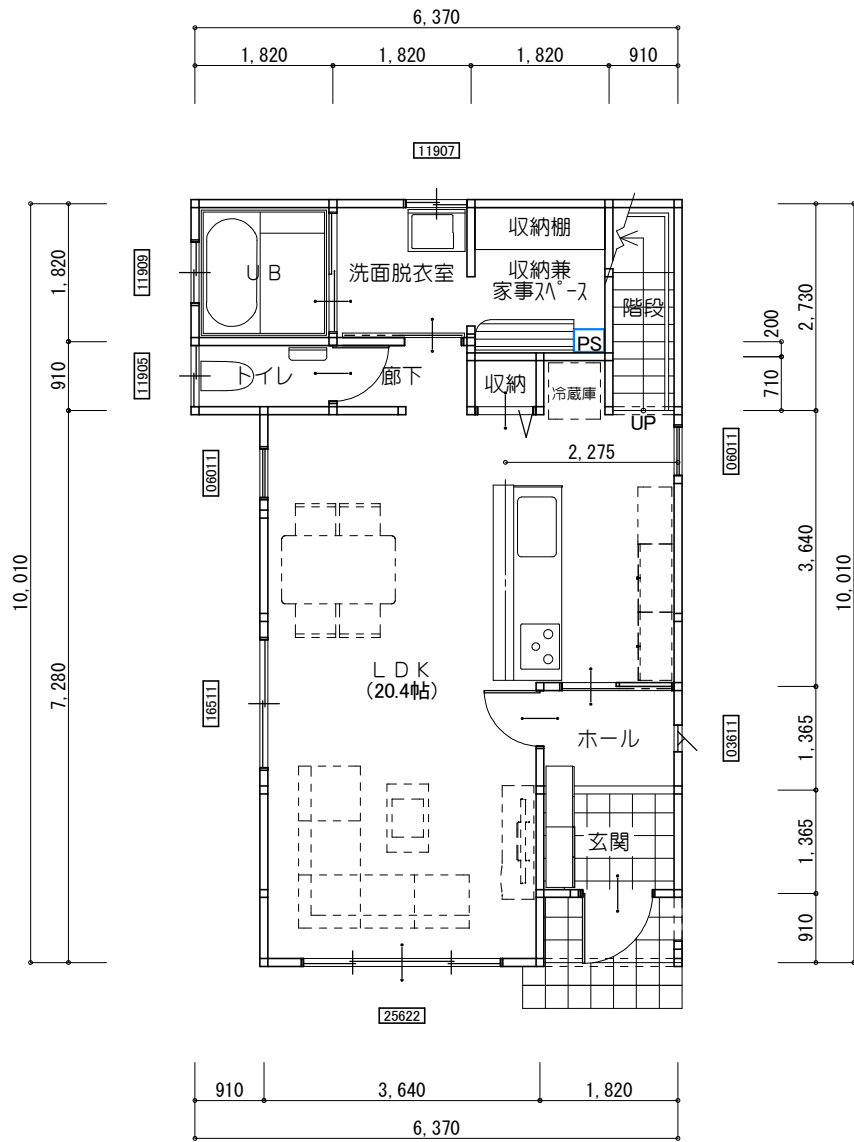 6,370
1,820
1,820
1,820
910
11907
収納棚
UB
洗面脱衣室
収納兼
家事スペース
階段
PS
11909
1,820
2,730
200
11905
910
トイレ
廊下
収納
冷蔵庫
710
UP
06011
2,275
06011
10,010
7,280
3,640
10,010
LDK
(20.4帖)
16511
ホール
03611
1,365
玄関
1,365
910
25622
910
3,640
1,820
6,370